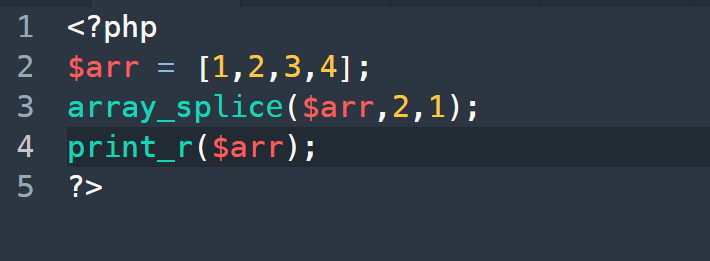 1 <?php
2 $arr = [1,2,3,4];
3 array_splice($arr,2,1);
4 print_r($arr);
5 ?>